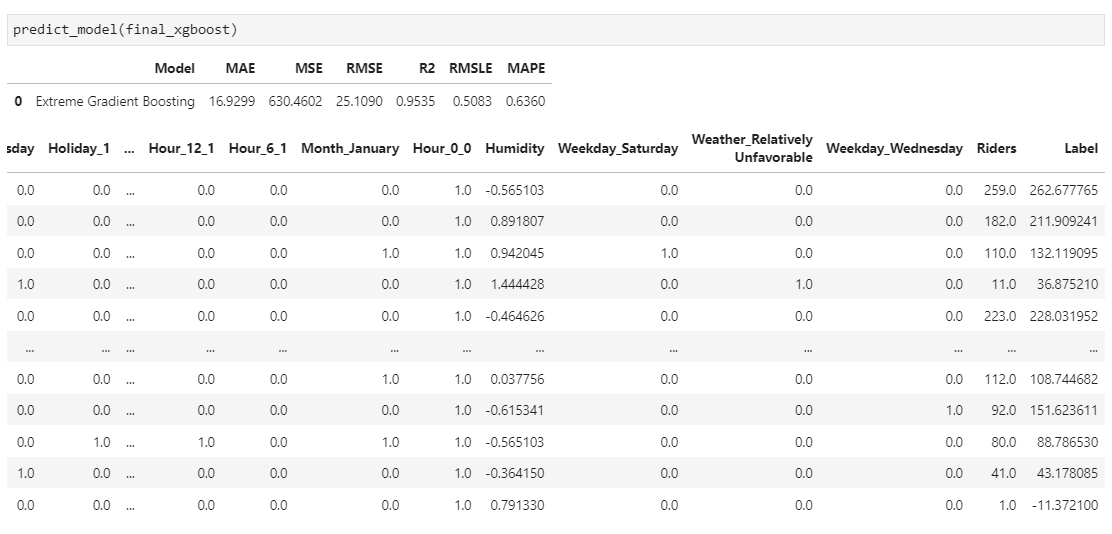 predict_model(final_xgboost)
Model MAE MSE RMSE R2 RMSLE MAPE
0 Extreme Gradient Boosting 16.9299 630.4602 25.1090 0.9535 0.5083 0.6360
sday Holiday_1 ... Hour_12_1 Hour_6_1 Month_January Hour_0_0 Humidity Weekday_Saturday Weather_Relatively Unfavorable Weekday_Wednesday Riders Label
0.0 0.0 ... 0.0 0.0 0.0 1.0 -0.565103 0.0 0.0 0.0 259.0 262.677765
0.0 0.0 ... 0.0 0.0 0.0 1.0 0.891807 0.0 0.0 0.0 182.0 211.909241
0.0 0.0 ... 0.0 0.0 1.0 1.0 0.942045 1.0 0.0 0.0 110.0 132.119095
1.0 0.0 ... 0.0 0.0 0.0 1.0 1.444428 0.0 1.0 0.0 11.0 36.875210
0.0 0.0 ... 0.0 0.0 0.0 1.0 -0.464626 0.0 0.0 0.0 223.0 228.031952
... ... ... ... ... ... ... ... ... ... ... ... ...
0.0 0.0 ... 0.0 0.0 1.0 1.0 0.037756 0.0 0.0 0.0 112.0 108.744682
0.0 0.0 ... 0.0 0.0 0.0 1.0 -0.615341 0.0 0.0 1.0 92.0 151.623611
0.0 1.0 ... 1.0 0.0 1.0 1.0 -0.565103 0.0 0.0 0.0 80.0 88.786530
1.0 0.0 ... 0.0 0.0 0.0 1.0 -0.364150 0.0 0.0 0.0 41.0 43.178085
0.0 0.0 ... 0.0 0.0 0.0 1.0 0.791330 0.0 0.0 0.0 1.0 -11.372100